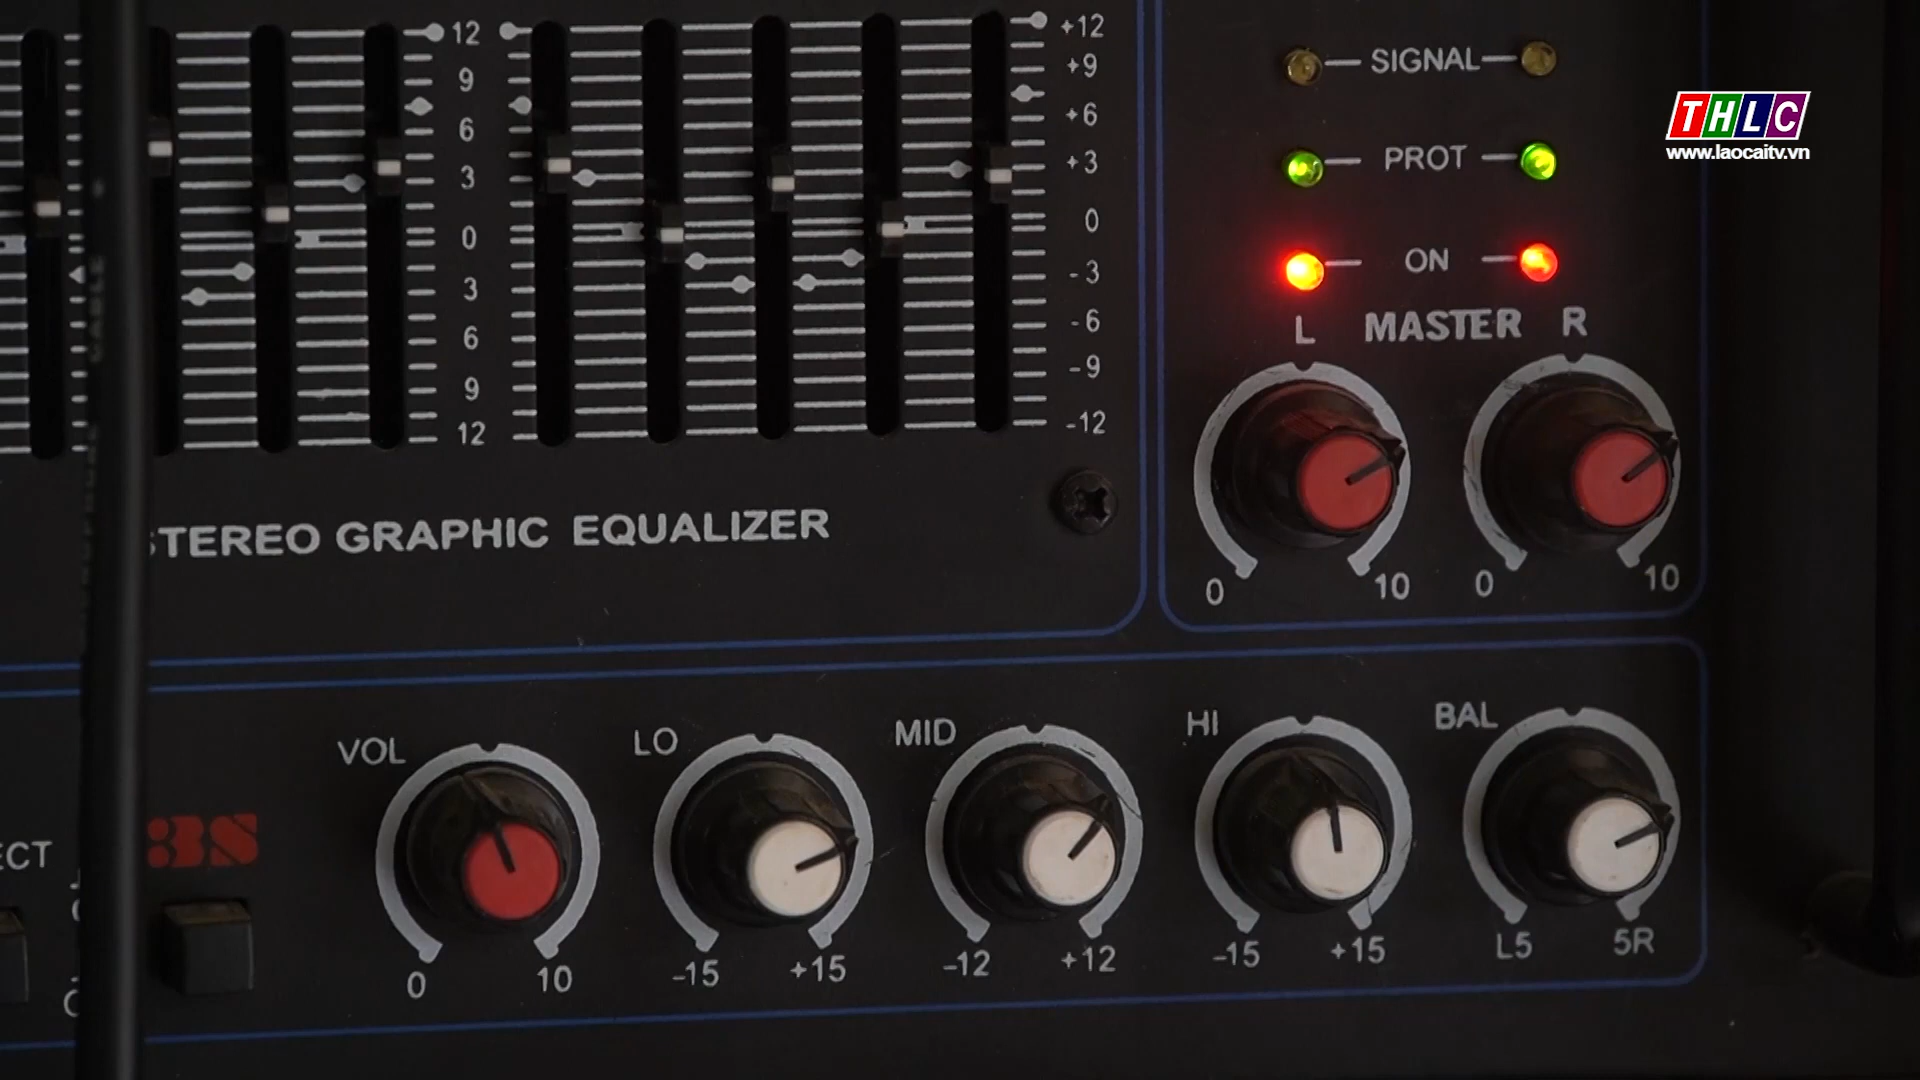 12
9
6
3
0
3
6
9
12
+12
+9
+6
+3
0
-3
-6
-9
-12
STEREO GRAPHIC EQUALIZER
SIGNAL
PROT
ON
L MASTER R
0 10 0 10
THLC
www.laocaitv.vn
VOL LO MID HI BAL
0 10 -15 +15 -12 +12 -15 +15 L5 5R
ECT
3S